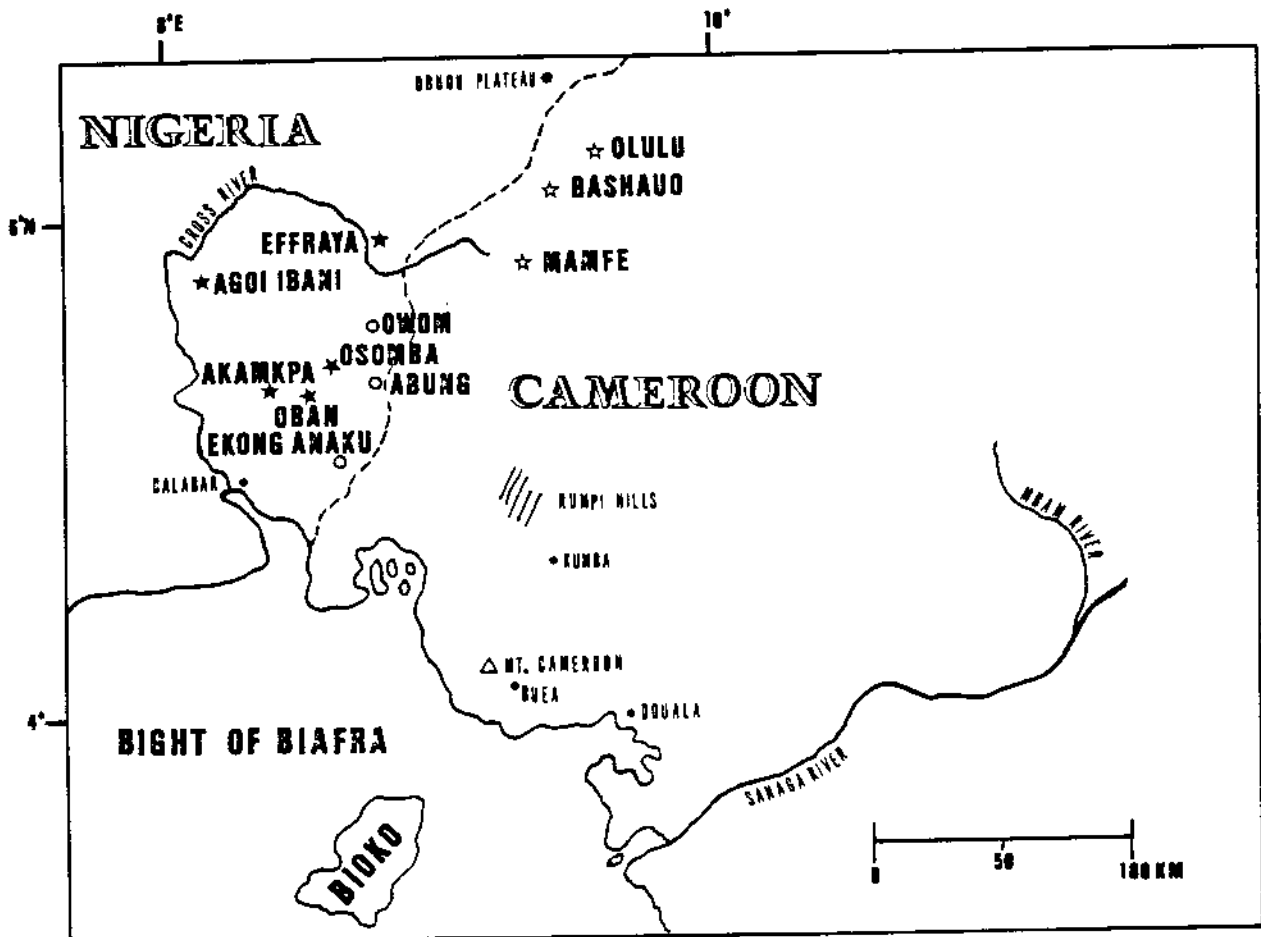 8°E
10°
OBUDU PLATEAU
NIGERIA
OLULU
BASHAUO
CROSS RIVER
6°N
EFFRAYA
MAMFE
AGOI IBAMI
OWOM
OSOMBA
AKAMKPA
ABUNG
CAMEROON
OBAN
EKONG ANAKU
CALABAR
RUMPI HILLS
MBAM RIVER
KUMBA
MT. CAMEROON
BUEA
DOUALA
4°
BIGHT OF BIAFRA
SANAGA RIVER
BIOKO
0
50
100 KM